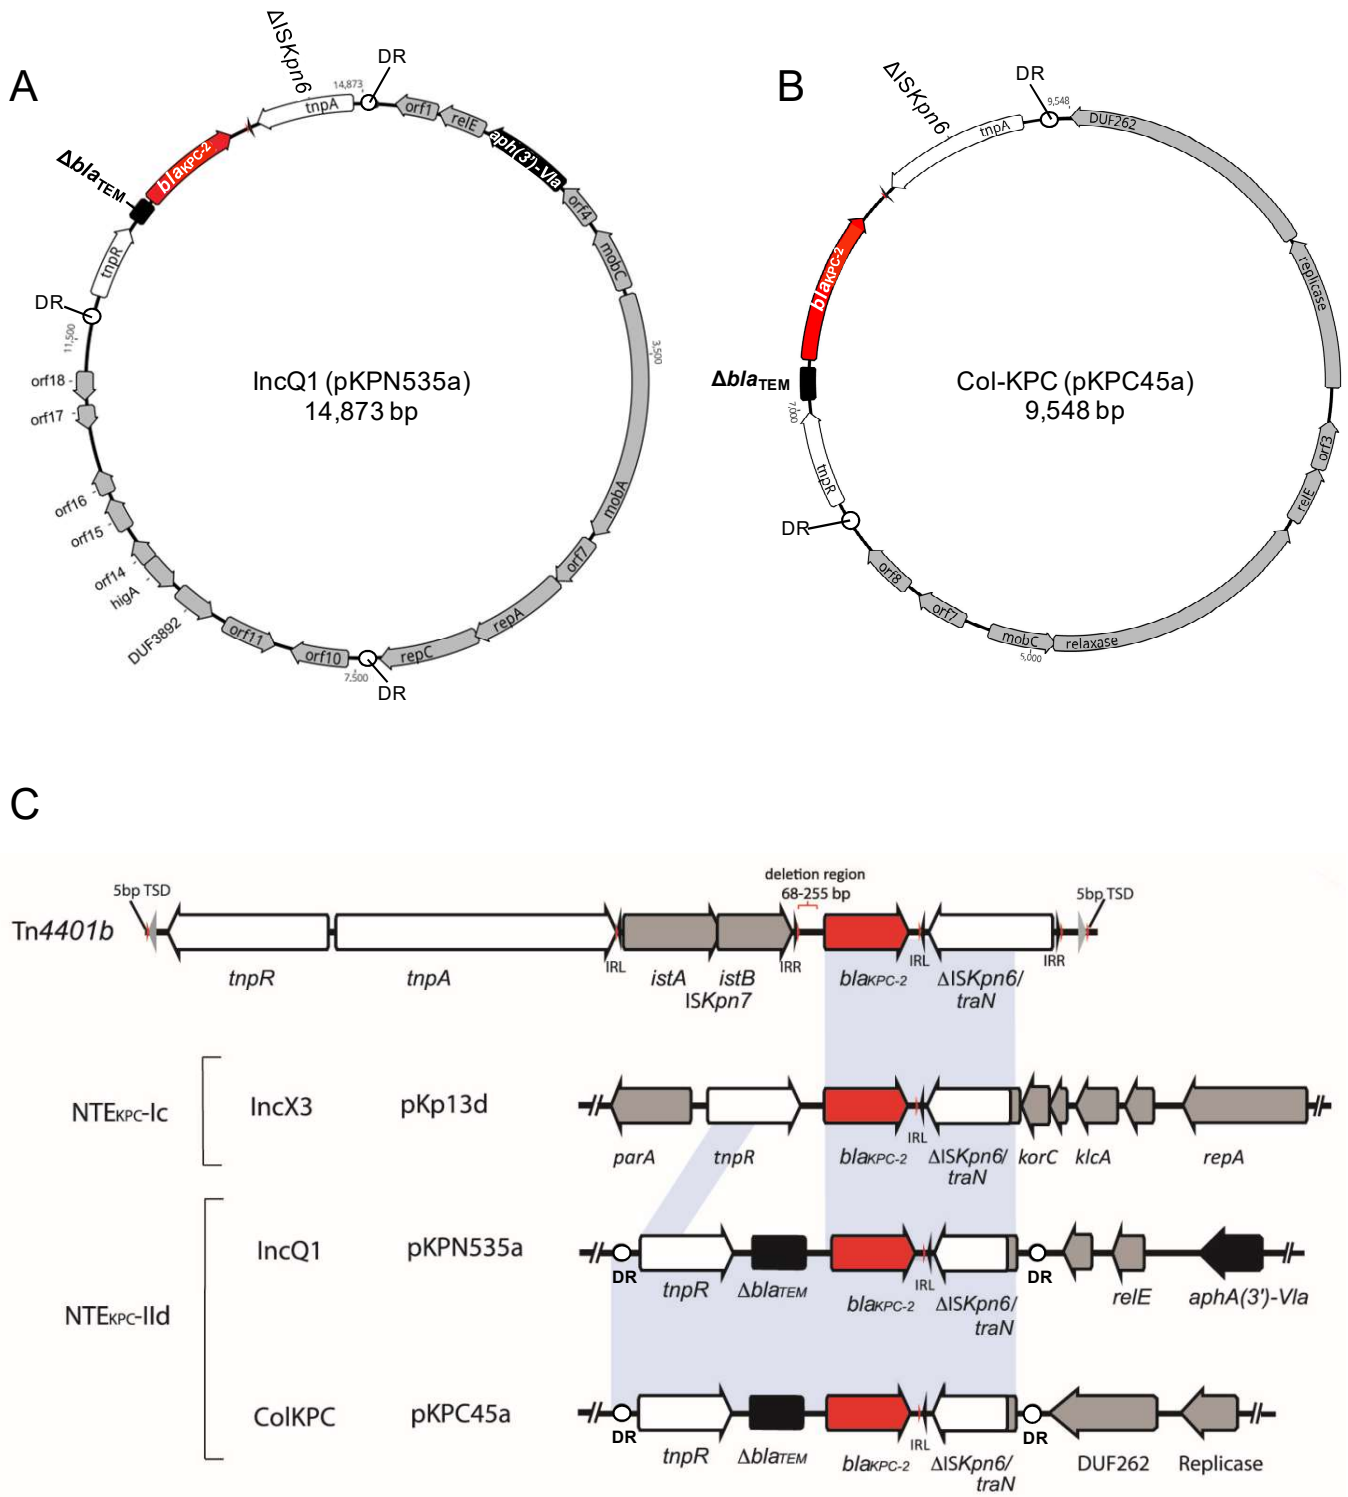 A
ΔISKpn6
DR
14,873
tnpA
orf1
relE
aph(3')-VIa
blaKPC-2
ΔblaTEM
orf4
tnpR
mobC
DR
11,500
3,500
IncQ1 (pKPN535a)
14,873 bp
orf18
orf17
orf16
orf15
orf14
higA
DUF3892
orf11
orf10
mobA
orf7
repA
repC
7,500
DR
B
ΔISKpn6
DR
9,548
tnpA
DUF262
replicase
blaKPC-2
ΔblaTEM
7,000
Col-KPC (pKPC45a)
9,548 bp
orf3
relE
tnpR
DR
orf8
orf7
mobC
relaxase
5,000
C
deletion region
68-255 bp
5bp TSD
5bp TSD
Tn4401b
IRL
IRR
IRL
IRR
tnpR
tnpA
istA
istB
blaKPC-2
ΔISKpn6/
ISKpn7
traN
NTEKPC-Ic
IncX3
pKp13d
IRL
parA
tnpR
blaKPC-2
ΔISKpn6/
korC
klcA
repA
traN
IncQ1
pKPN535a
DR
DR
IRL
tnpR
ΔblaTEM
blaKPC-2
ΔISKpn6/
relE
aphA(3')-VIa
traN
NTEKPC-IId
ColKPC
pKPC45a
DR
DR
IRL
tnpR
ΔblaTEM
blaKPC-2
ΔISKpn6/
DUF262
Replicase
traN